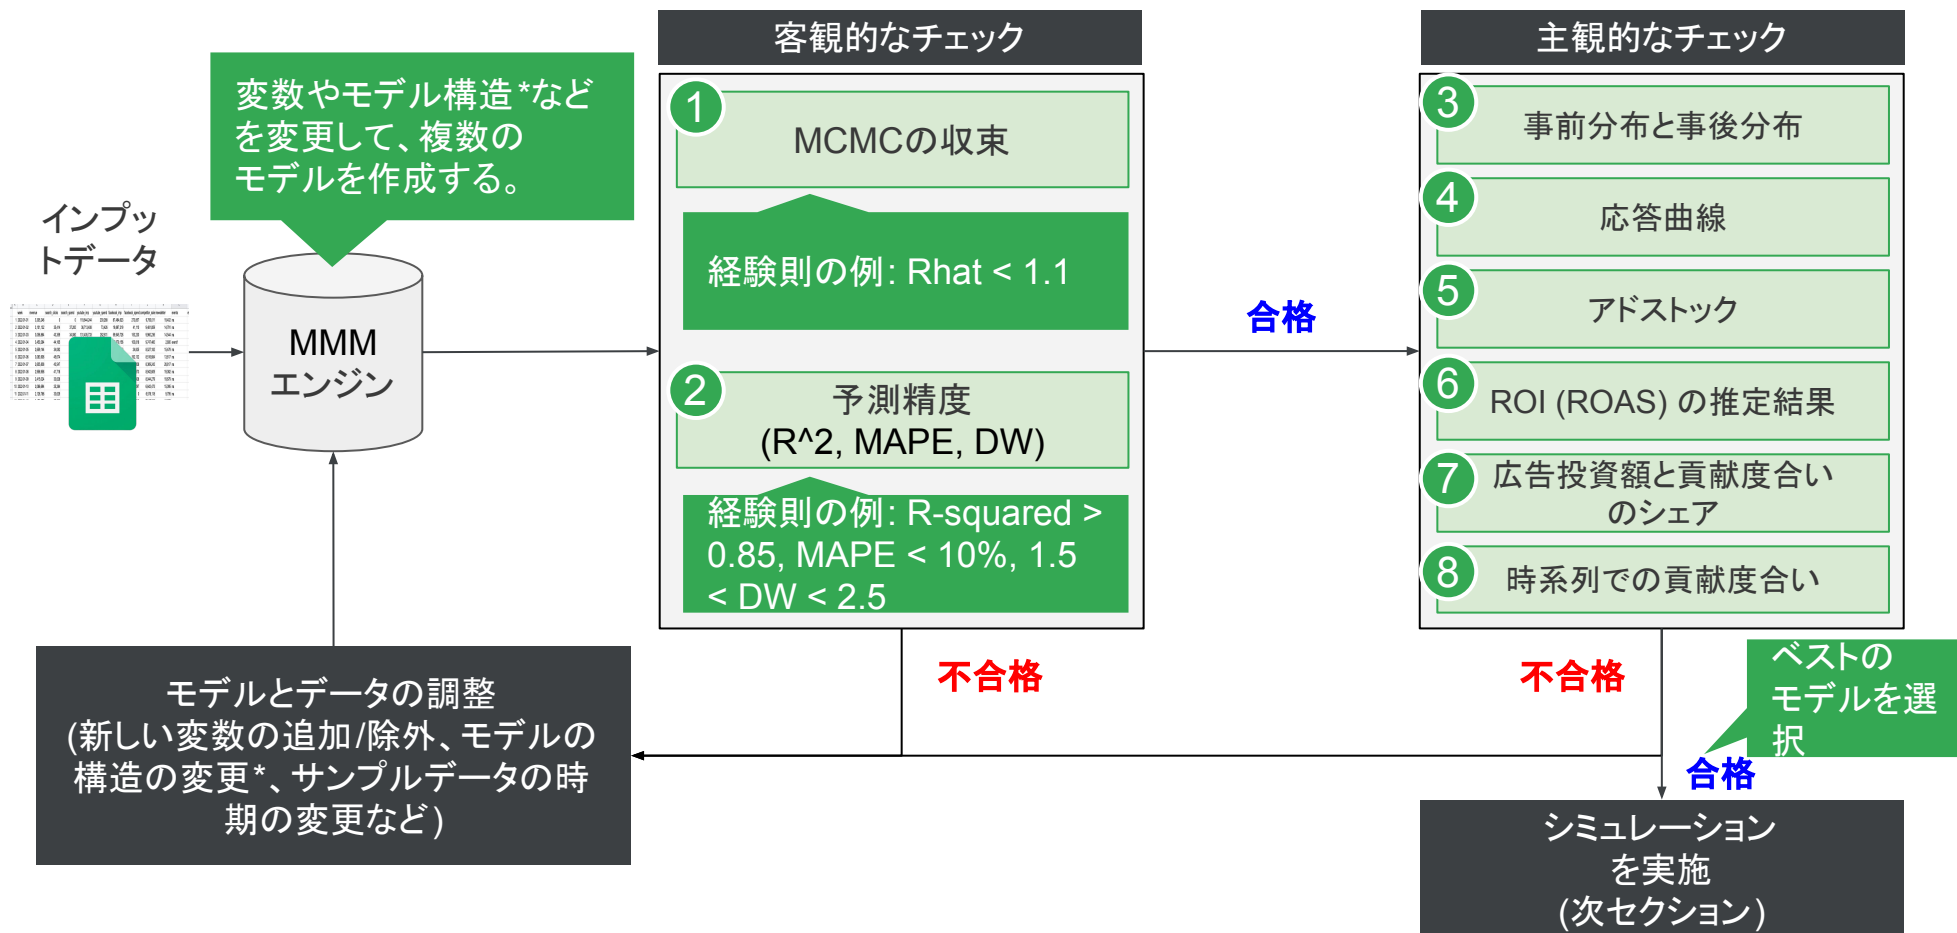 客観的なチェック
主観的なチェック
変数やモデル構造*など
を変更して、複数の
モデルを作成する。
インプッ
トデータ
MMM
エンジン
1
MCMCの収束
経験則の例: Rhat < 1.1
2
予測精度
(R^2, MAPE, DW)
経験則の例: R-squared >
0.85, MAPE < 10%, 1.5
< DW < 2.5
合格
3
事前分布と事後分布
4
応答曲線
5
アドストック
6
ROI (ROAS) の推定結果
7
広告投資額と貢献度合い
のシェア
8
時系列での貢献度合い
不合格
不合格
ベストの
モデルを選
択
合格
モデルとデータの調整
(新しい変数の追加/除外、モデルの
構造の変更*、サンプルデータの時
期の変更など)
シミュレーション
を実施
(次セクション)